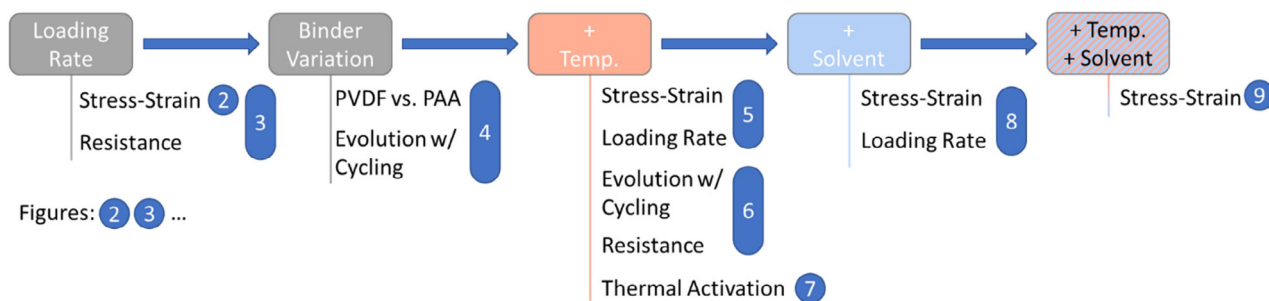 Loading
Rate
Binder
Variation
+
Temp.
+
Solvent
+ Temp.
+ Solvent
Stress-Strain 2
Resistance
3
PVDF vs. PAA
Evolution w/
Cycling
4
Stress-Strain
Loading Rate
5
Evolution w/
Cycling
Resistance
6
Thermal Activation 7
Stress-Strain
Loading Rate
8
Stress-Strain 9
Figures: 2 3 ...